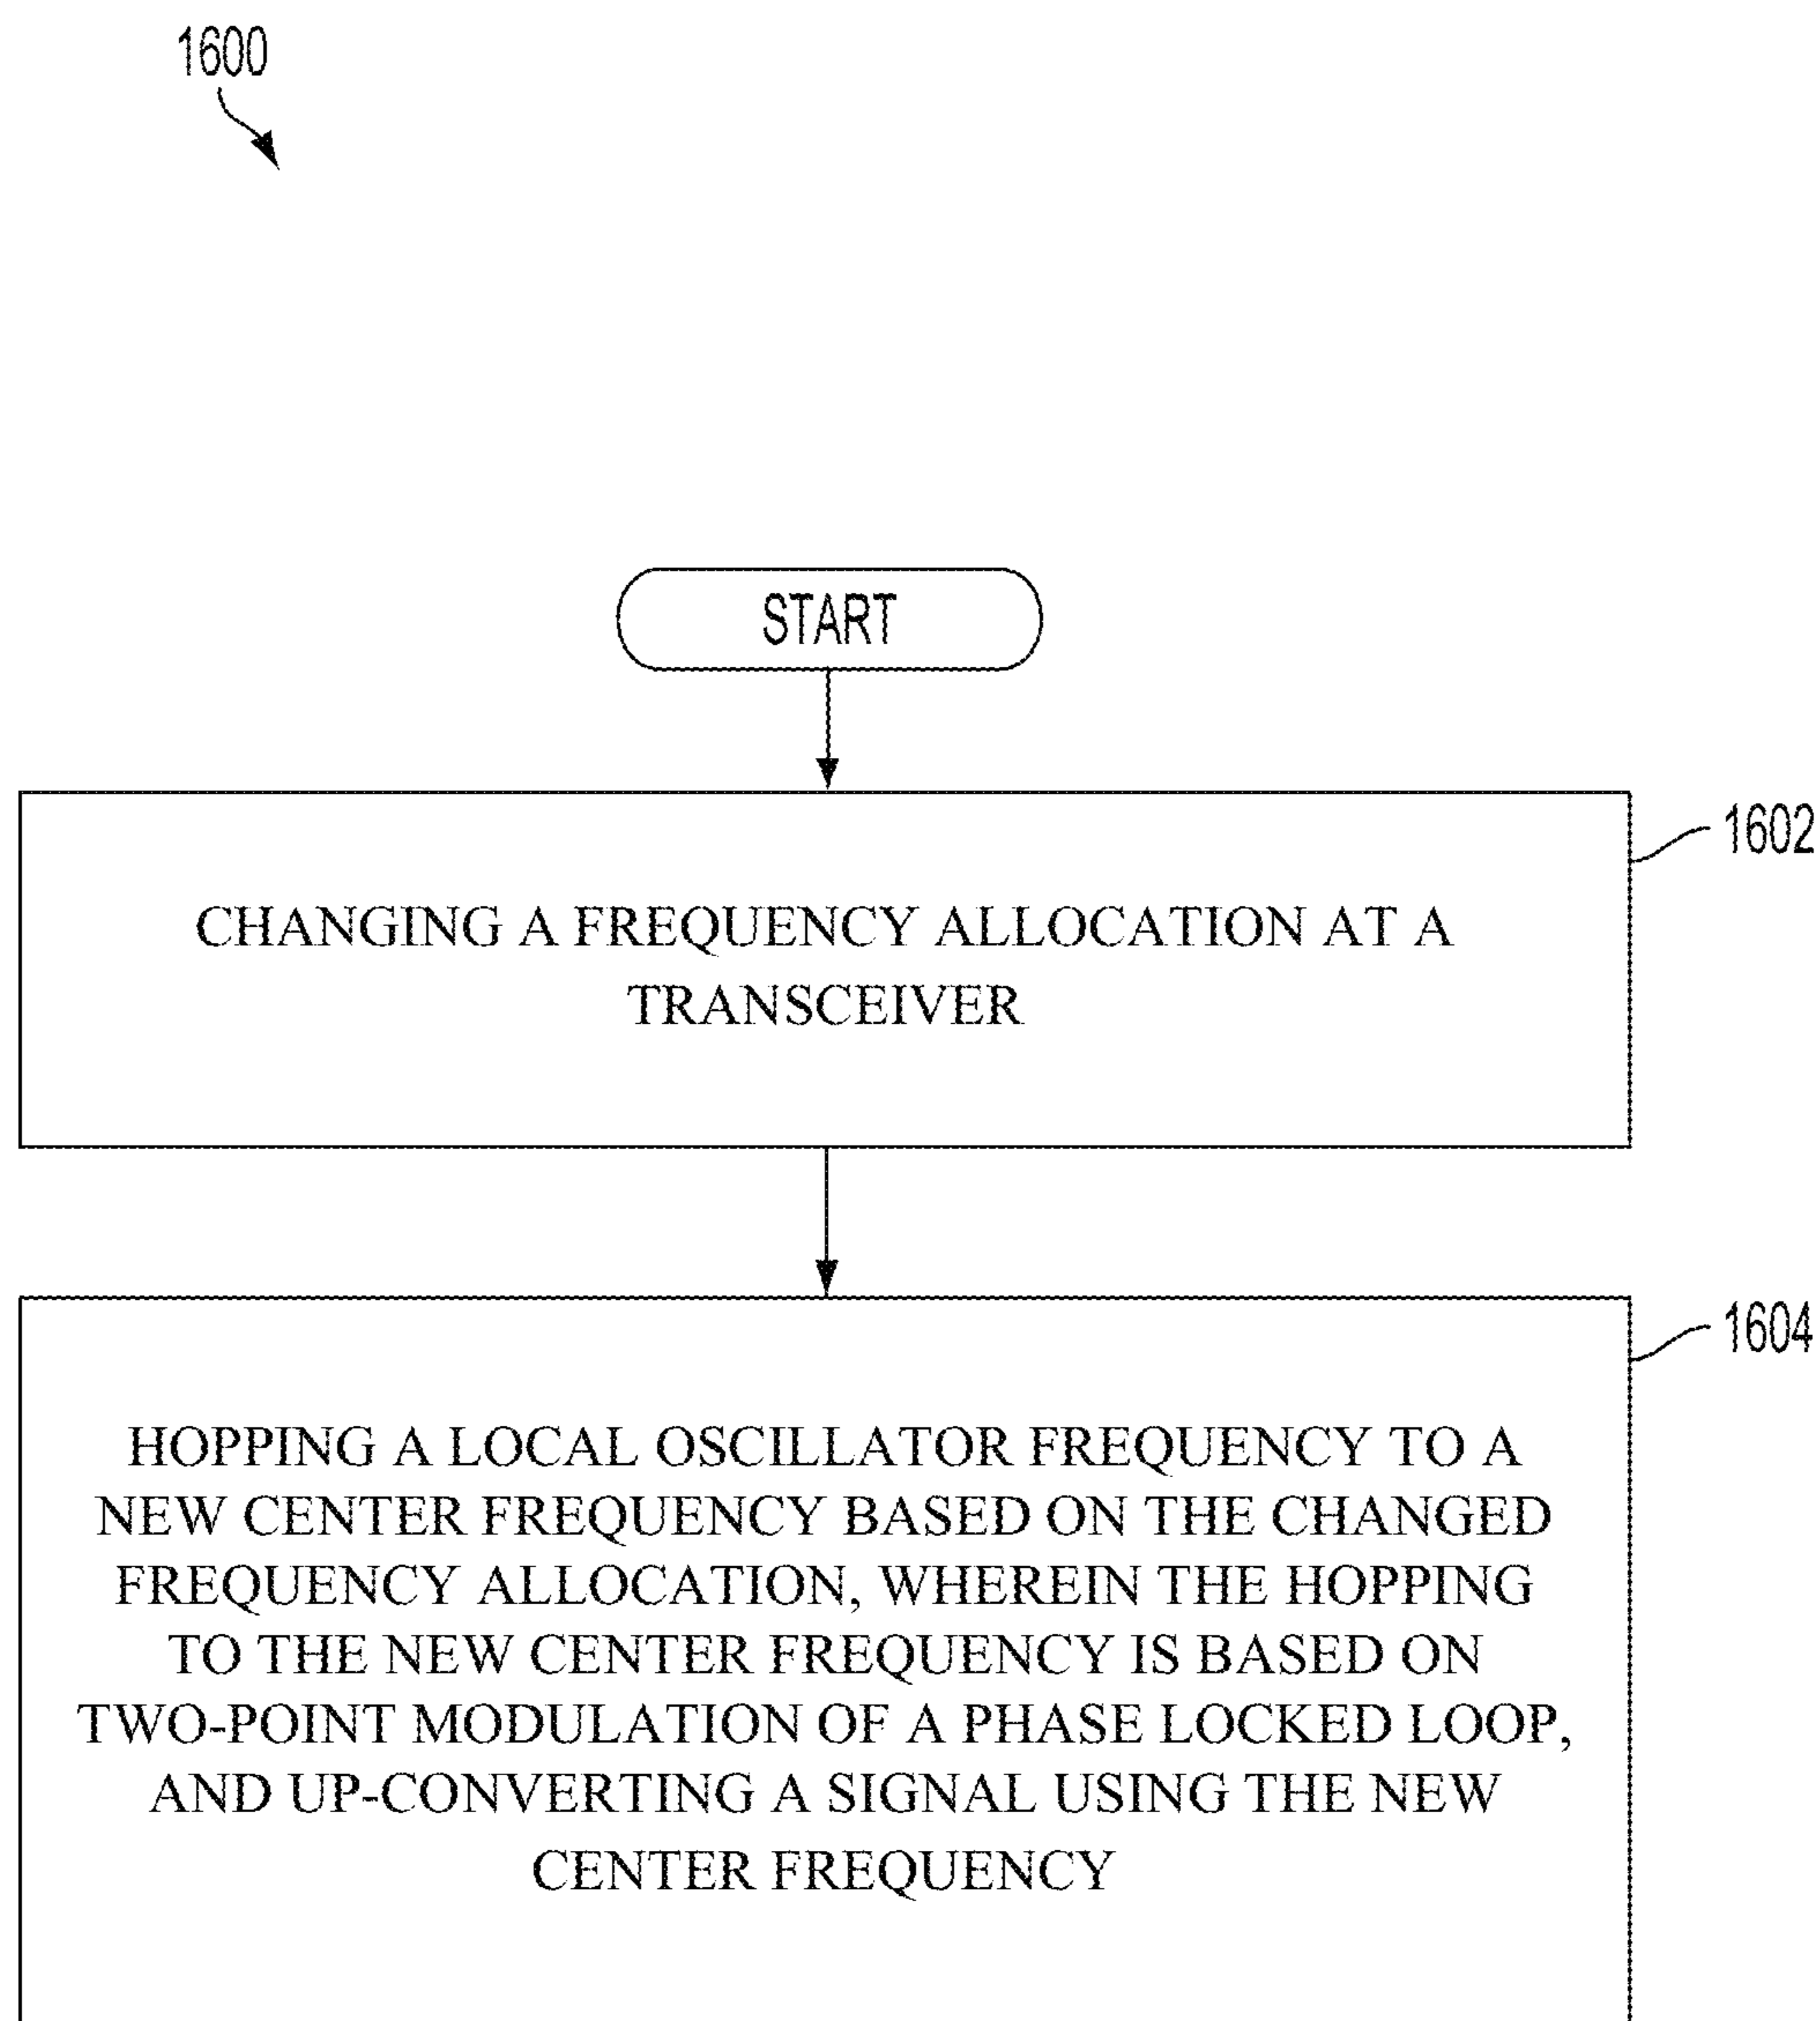 1600
START
1602
CHANGING A FREQUENCY ALLOCATION AT A
TRANSCEIVER
1604
HOPPING A LOCAL OSCILLATOR FREQUENCY TO A
NEW CENTER FREQUENCY BASED ON THE CHANGED
FREQUENCY ALLOCATION, WHEREIN THE HOPPING
TO THE NEW CENTER FREQUENCY IS BASED ON
TWO-POINT MODULATION OF A PHASE LOCKED LOOP,
AND UP-CONVERTING A SIGNAL USING THE NEW
CENTER FREQUENCY